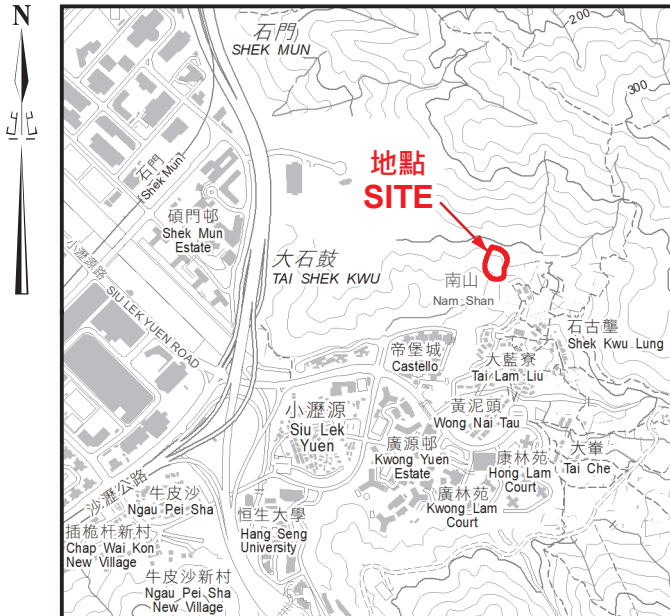 N
石門
SHEK MUN
200
300
地點
SITE
石門
Shek Mun
碩門邨
Shek Mun
Estate
小瀝源路
SIU LEK YUEN ROAD
大石鼓
TAI SHEK KWU
南山
Nam Shan
石古壟
Shek Kwu Lung
帝堡城
Castello
大藍寮
Tai Lam Liu
小瀝源
Siu Lek
Yuen
黃泥頭
Wong Nai Tau
廣源邨
Kwong Yuen
Estate
康林苑
Hong Lam
Court
大輋
Tai Che
廣林苑
Kwong Lam
Court
沙瀝公路
牛皮沙
Ngau Pei Sha
恒生大學
Hang Seng
University
插桅杆新村
Chap Wai Kon
New Village
牛皮沙新村
Ngau Pei Sha
New Village